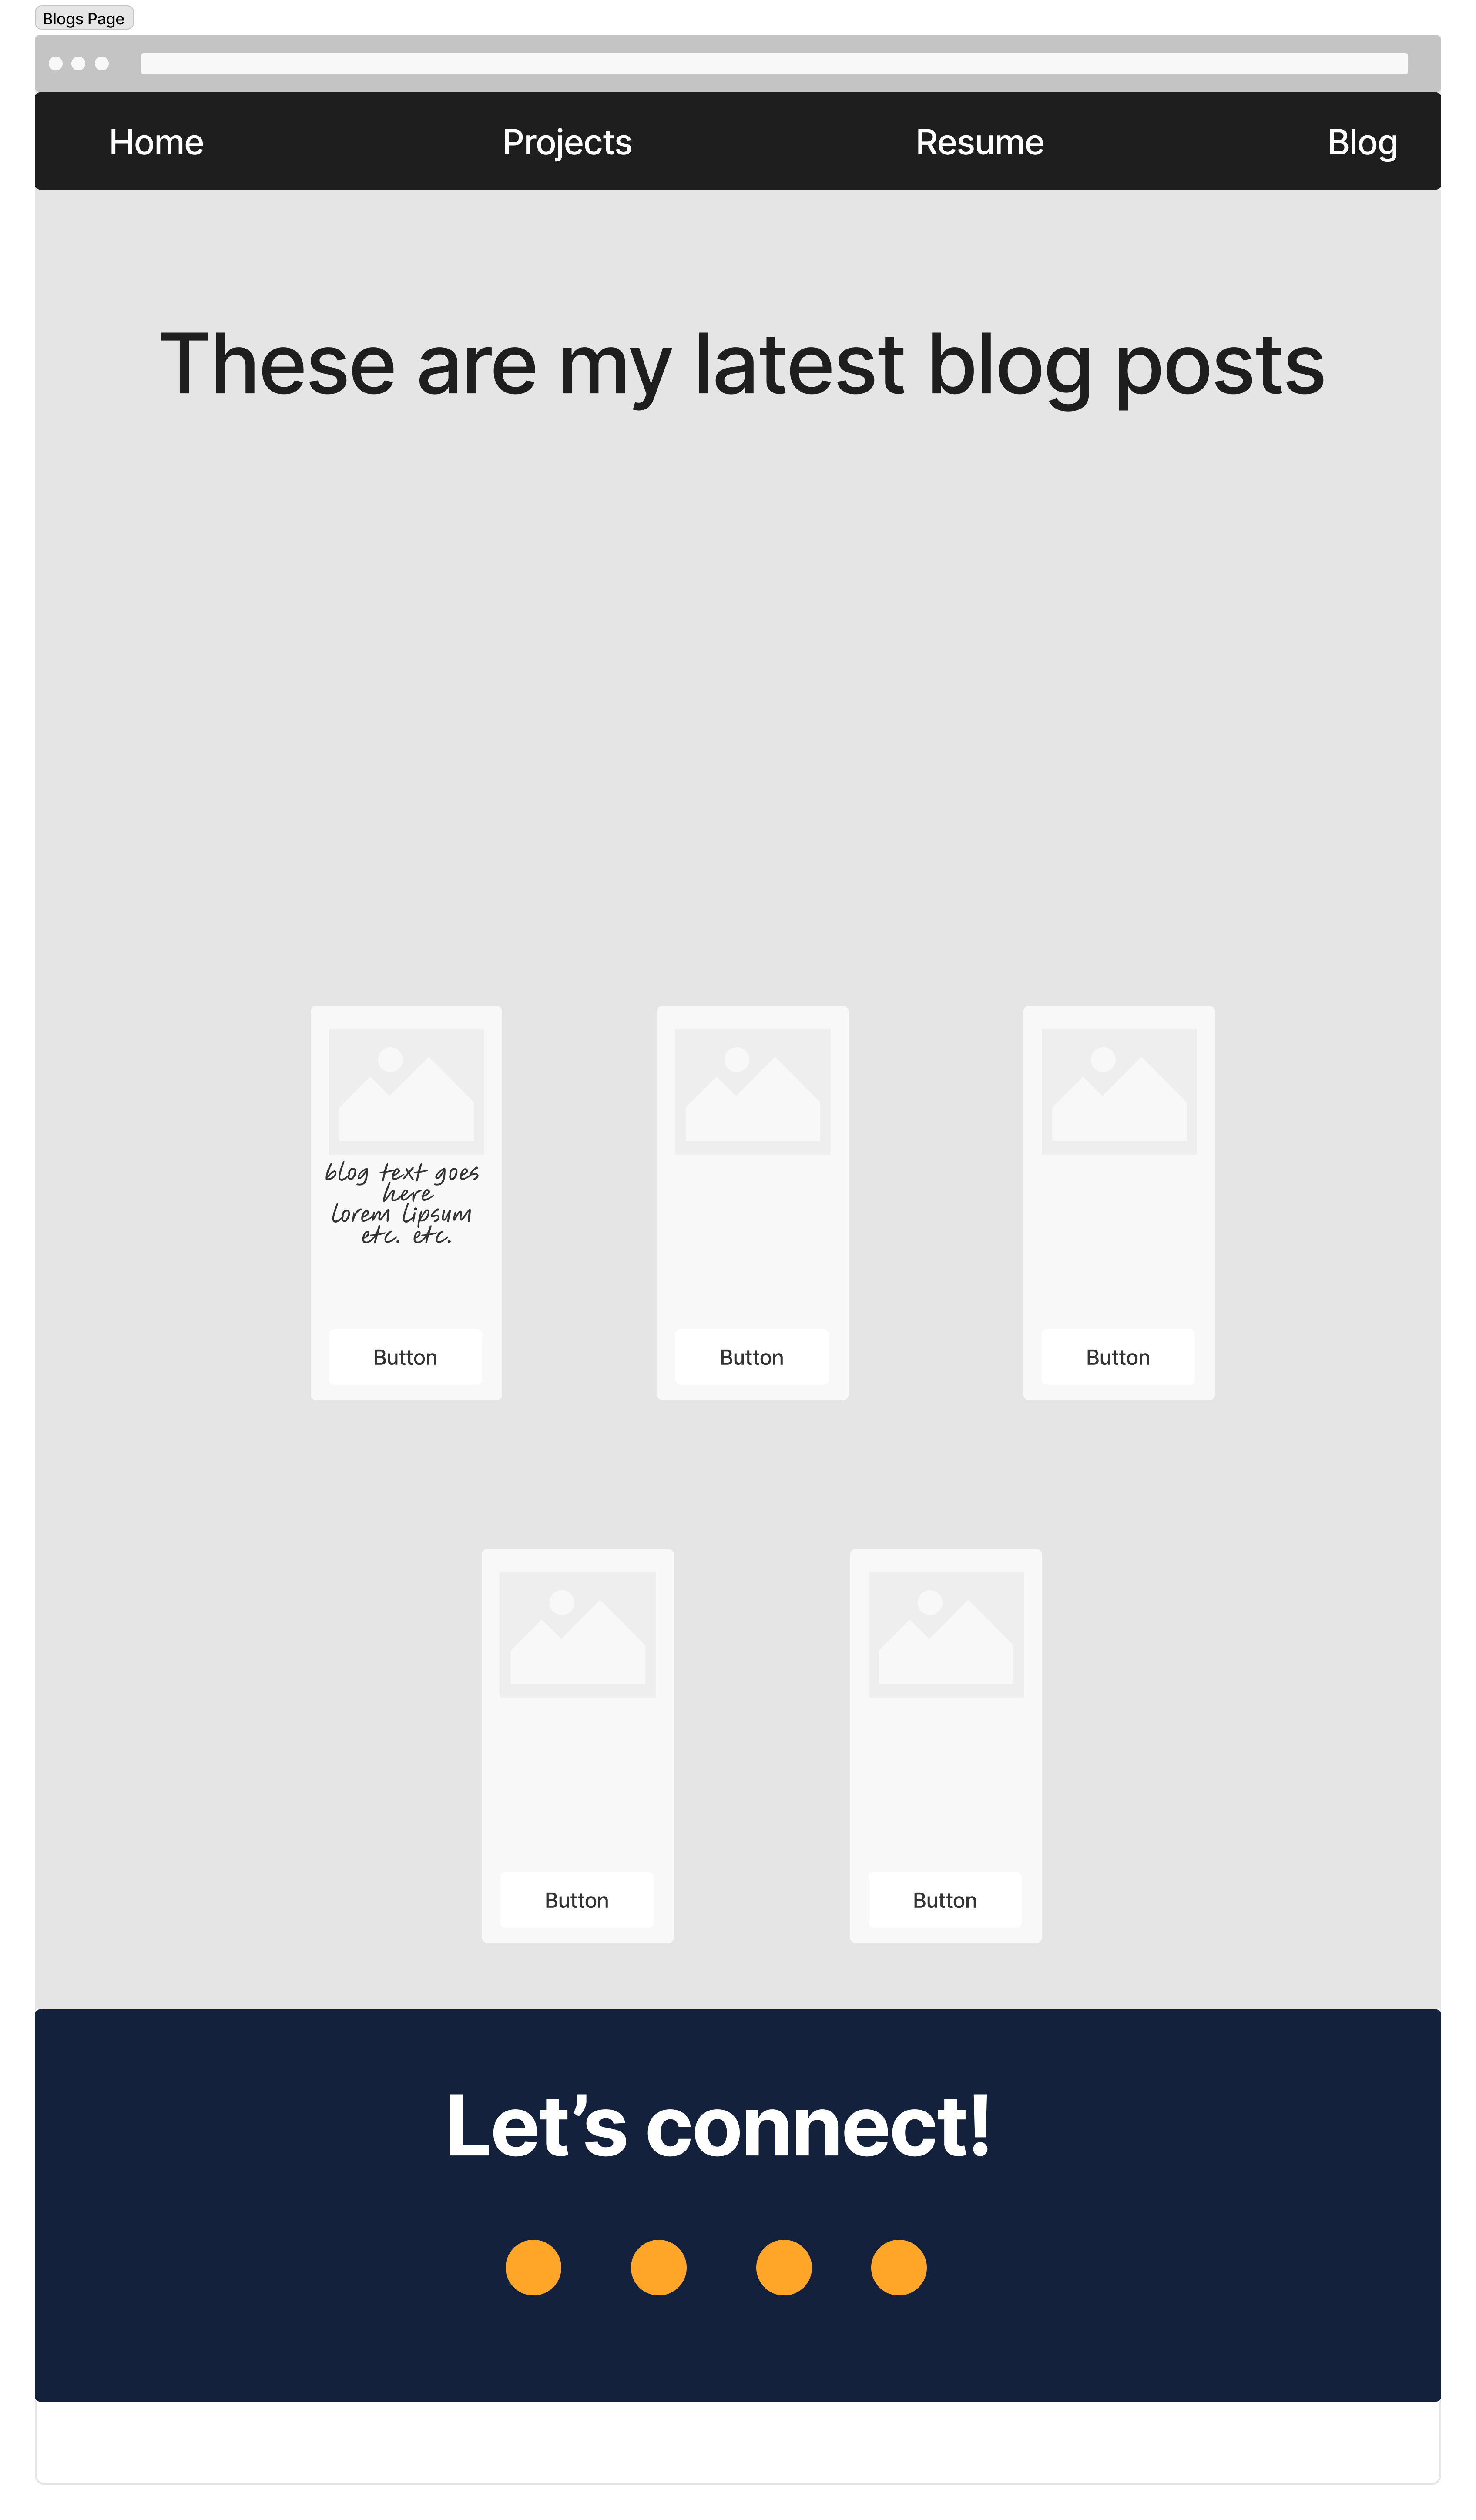 Blogs Page
Home Projects Resume Blog
These are my latest blog posts
blog text goes
here
lorem lipsum
etc. etc.
Button Button Button
Button Button
Let's connect!